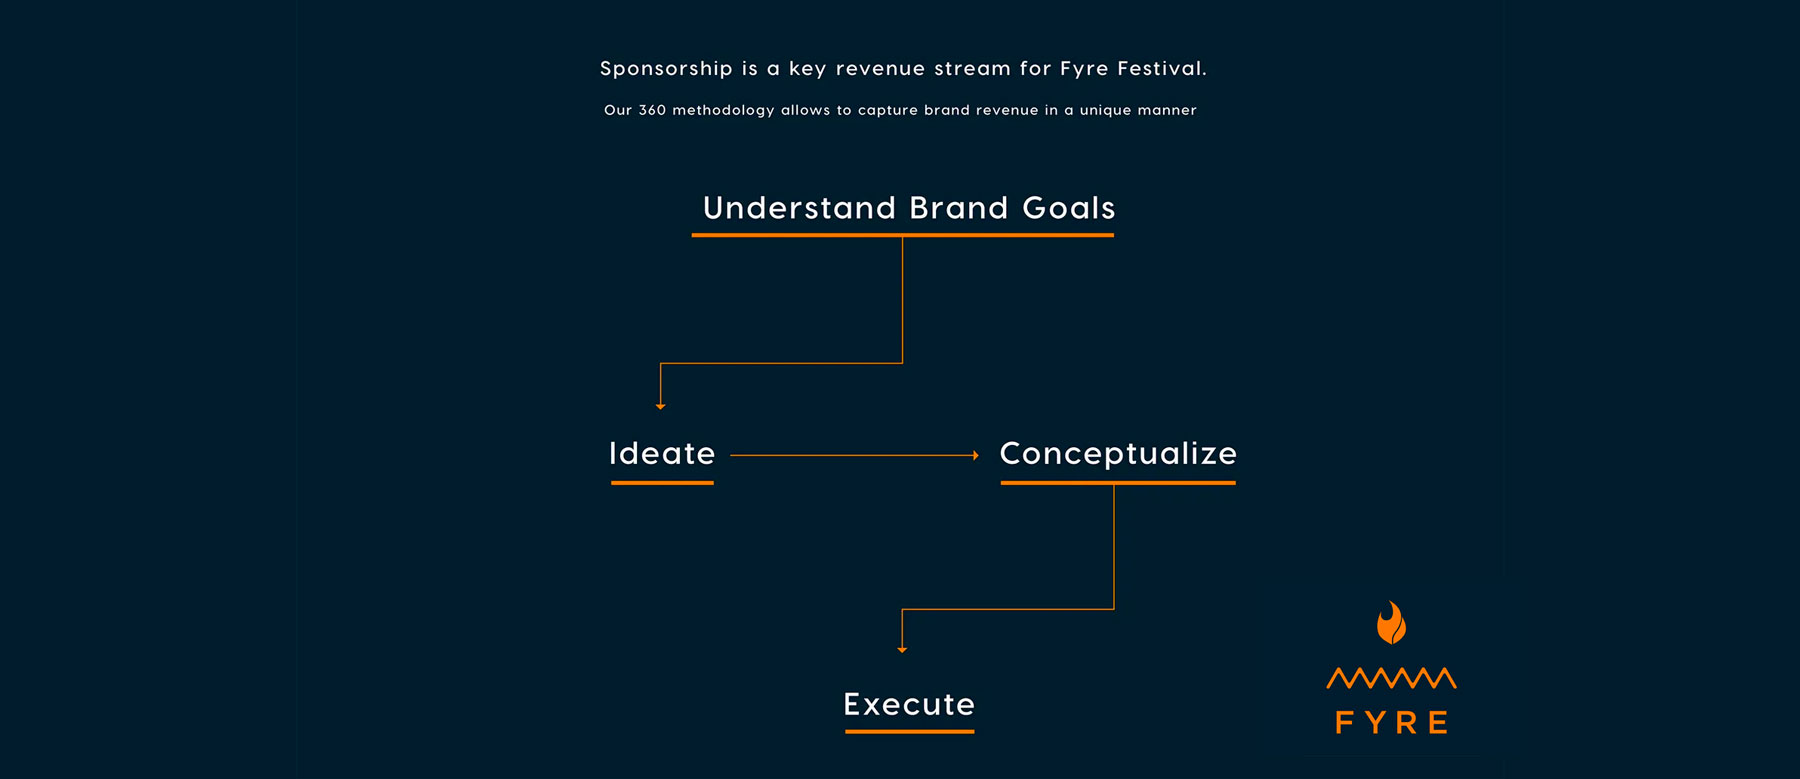 Sponsorship is a key revenue stream for Fyre Festival.
Our 360 methodology allows to capture brand revenue in a unique manner
Understand Brand Goals
Ideate
Conceptualize
Execute
FYRE